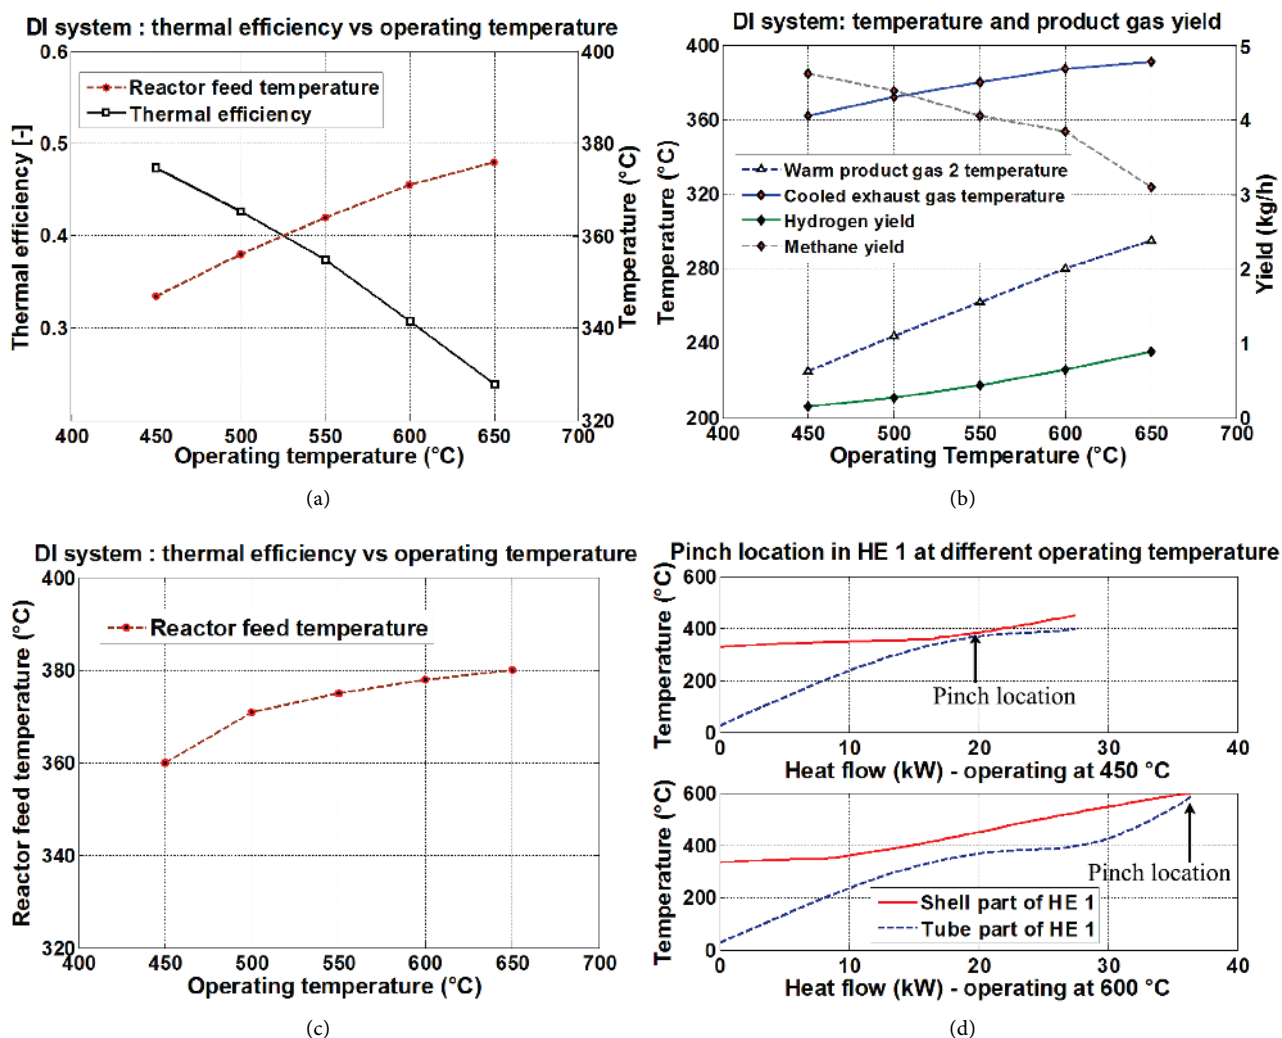 DI system : thermal efficiency vs operating temperature
0.6
0.5
0.4
0.3
400
380
360
340
320
Thermal efficiency [-]
Temperature (°C)
Reactor feed temperature
Thermal efficiency
400 450 500 550 600 650 700
Operating temperature (°C)
(a)
DI system: temperature and product gas yield
400
360
320
280
240
200
5
4
3
2
1
0
Temperature (°C)
Yield (kg/h)
Warm product gas 2 temperature
Cooled exhaust gas temperature
Hydrogen yield
Methane yield
400 450 500 550 600 650 700
Operating Temperature (°C)
(b)
DI system : thermal efficiency vs operating temperature
400
380
360
340
320
Reactor feed temperature (°C)
Reactor feed temperature
400 450 500 550 600 650 700
Operating temperature (°C)
(c)
Pinch location in HE 1 at different operating temperature
600
400
200
0
Temperature (°C)
Pinch location
0 10 20 30 40
Heat flow (kW) - operating at 450 °C
600
400
200
0
Temperature (°C)
Pinch location
Shell part of HE 1
Tube part of HE 1
0 10 20 30 40
Heat flow (kW) - operating at 600 °C
(d)